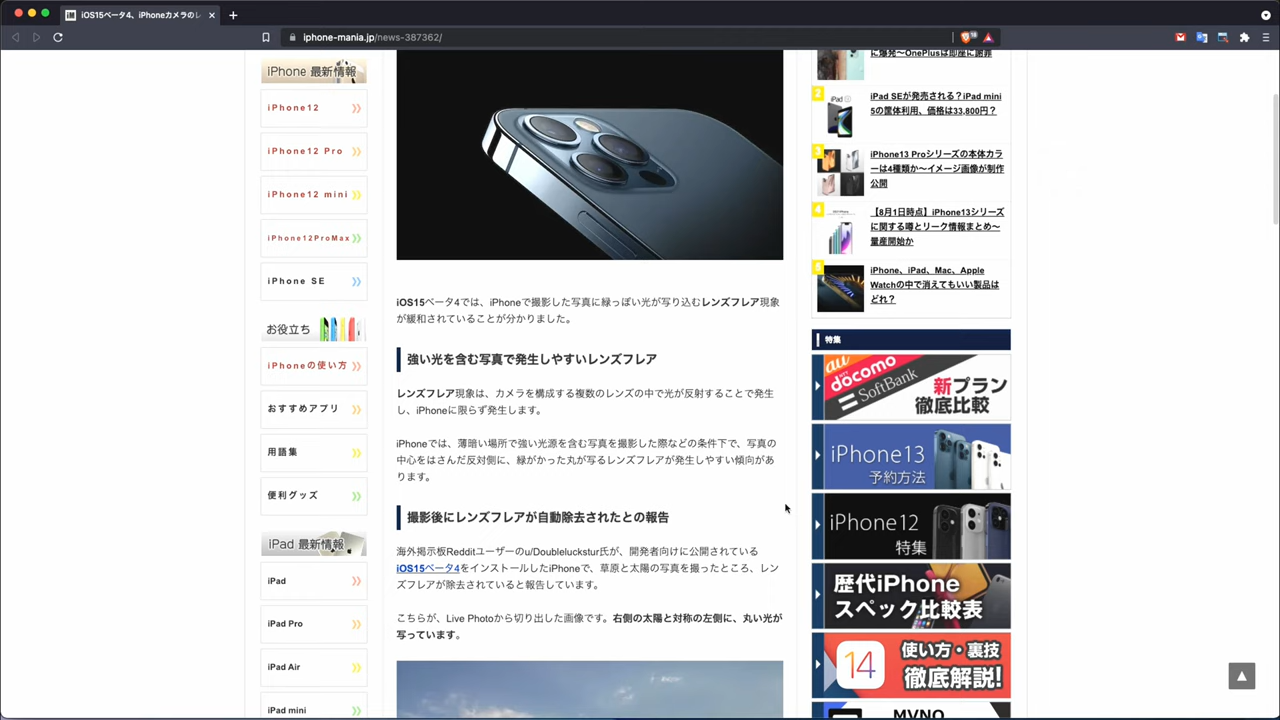 iOS15ベータ4、iPhoneカメラのレ
iphone-mania.jp/news-387362/
18
iPhone 最新情報
iPhone12
iPhone12 Pro
iPhone12 mini
iPhone12ProMax
iPhone SE
お役立ち
iPhoneの使い方
おすすめアプリ
用語集
便利グッズ
iPad 最新情報
iPad
iPad Pro
iPad Air
iPad mini
iOS15ベータ4では、iPhoneで撮影した写真に緑っぽい光が写り込むレンズフレア現象
が緩和されていることが分かりました。
強い光を含む写真で発生しやすいレンズフレア
レンズフレア現象は、カメラを構成する複数のレンズの中で光が反射することで発生
し、iPhoneに限らず発生します。
iPhoneでは、薄暗い場所で強い光源を含む写真を撮影した際などの条件下で、写真の
中心をはさんだ反対側に、緑がかった丸が写るレンズフレアが発生しやすい傾向があ
ります。
撮影後にレンズフレアが自動除去されたとの報告
海外掲示板Redditユーザーのu/Doubleluckstur氏が、開発者向けに公開されている
iOS15ベータ4をインストールしたiPhoneで、草原と太陽の写真を撮ったところ、レン
ズフレアが除去されていると報告しています。
こちらが、Live Photoから切り出した画像です。右側の太陽と対称の左側に、丸い光が
写っています。
に爆発〜OnePlusは即座に謝罪
2
iPad SEが発売される？iPad mini
5の筐体利用、価格は33,800円？
3
iPhone13 Proシリーズの本体カラ
ーは4種類か〜イメージ画像が制作
公開
4
【8月1日時点】iPhone13シリーズ
に関する噂とリーク情報まとめ〜
量産開始か
5
iPhone、iPad、Mac、Apple
Watchの中で消えてもいい製品は
どれ？
特集
au
docomo
SoftBank
新プラン
徹底比較
iPhone13
予約方法
iPhone12
特集
歴代iPhone
スペック比較表
14
使い方・裏技
徹底解説!
MVNO